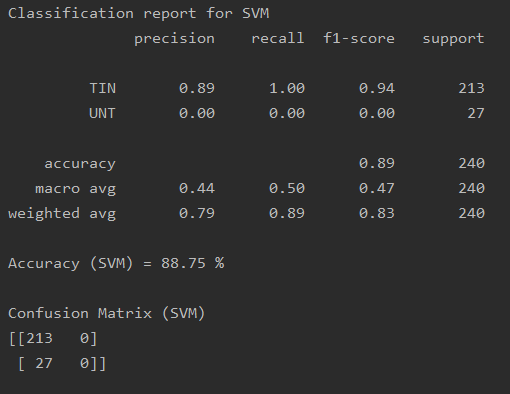 Classification report for SVM
precision recall f1-score support
TIN 0.89 1.00 0.94 213
UNT 0.00 0.00 0.00 27
accuracy 0.89 240
macro avg 0.44 0.50 0.47 240
weighted avg 0.79 0.89 0.83 240
Accuracy (SVM) = 88.75 %
Confusion Matrix (SVM)
[[213 0]
[ 27 0]]